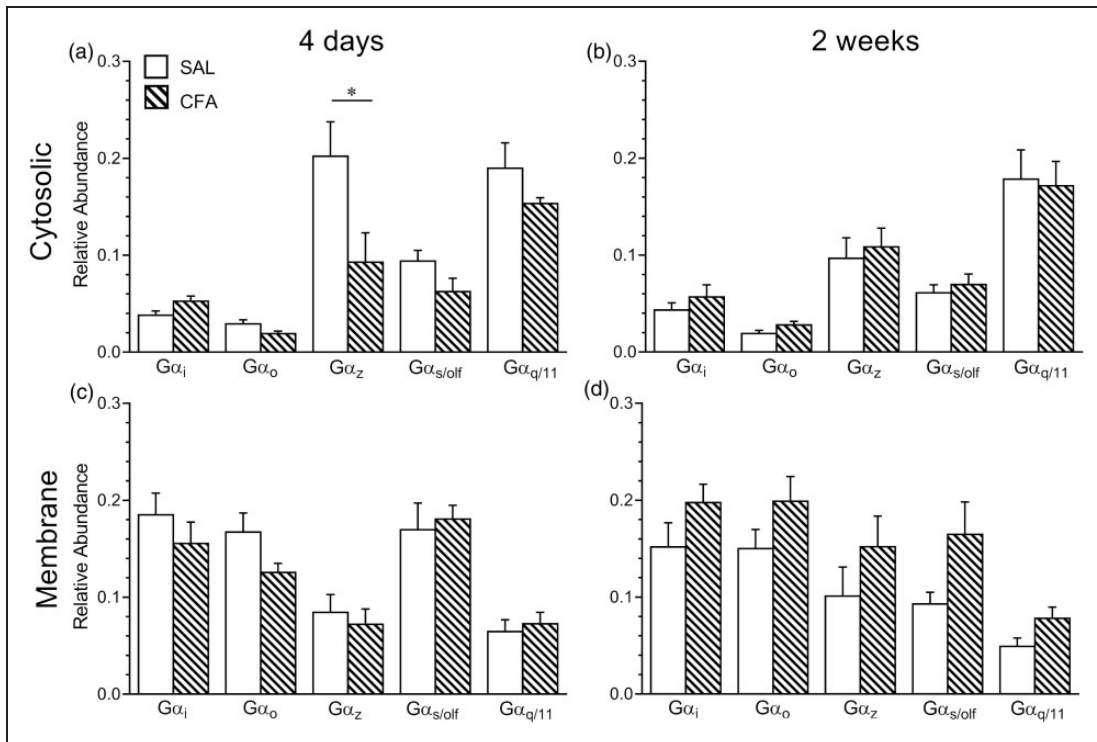 4 days
2 weeks
Cytosolic
Membrane
(a)
SAL
CFA
*
Relative Abundance
0.3
0.2
0.1
0.0
Gαi
Gαo
Gαz
Gαs/olf
Gαq/11
(b)
0.3
0.2
0.1
0.0
Gαi
Gαo
Gαz
Gαs/olf
Gαq/11
(c)
Relative Abundance
0.3
0.2
0.1
0.0
Gαi
Gαo
Gαz
Gαs/olf
Gαq/11
(d)
0.3
0.2
0.1
0.0
Gαi
Gαo
Gαz
Gαs/olf
Gαq/11